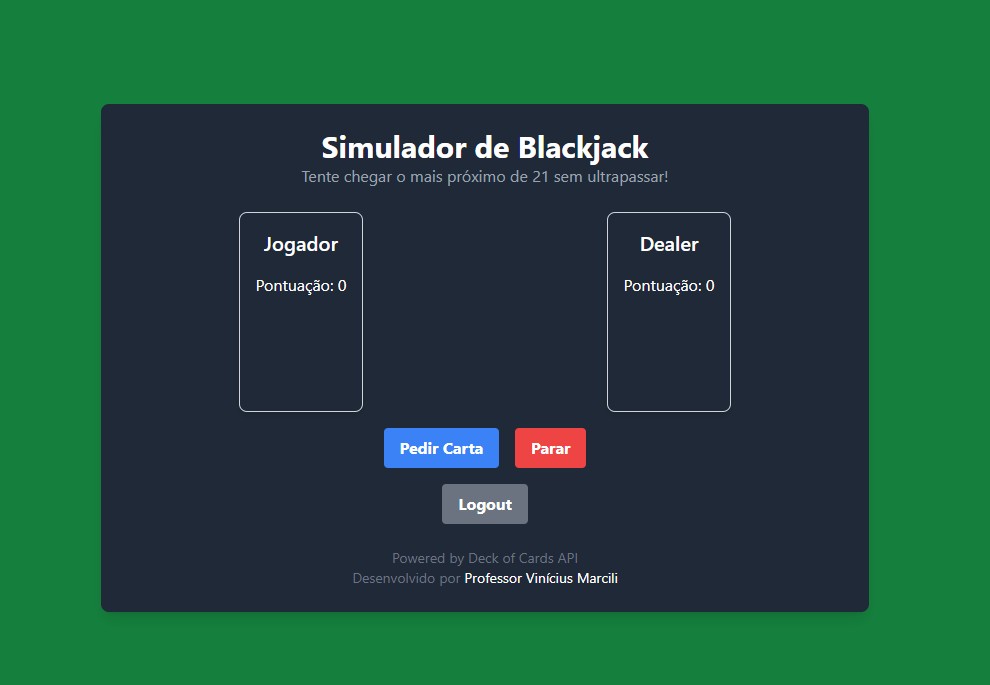 Simulador de Blackjack
Tente chegar o mais próximo de 21 sem ultrapassar!
Jogador
Pontuação: 0
Dealer
Pontuação: 0
Pedir Carta
Parar
Logout
Powered by Deck of Cards API
Desenvolvido por Professor Vinícius Marcili